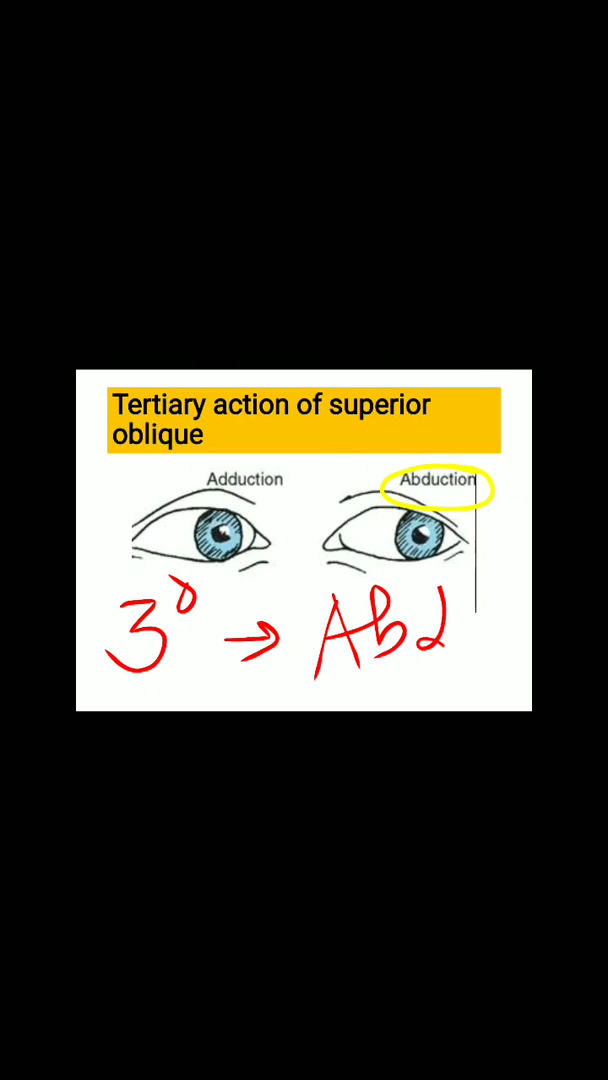 Tertiary action of superior
oblique
Adduction Abduction
3° → Abd